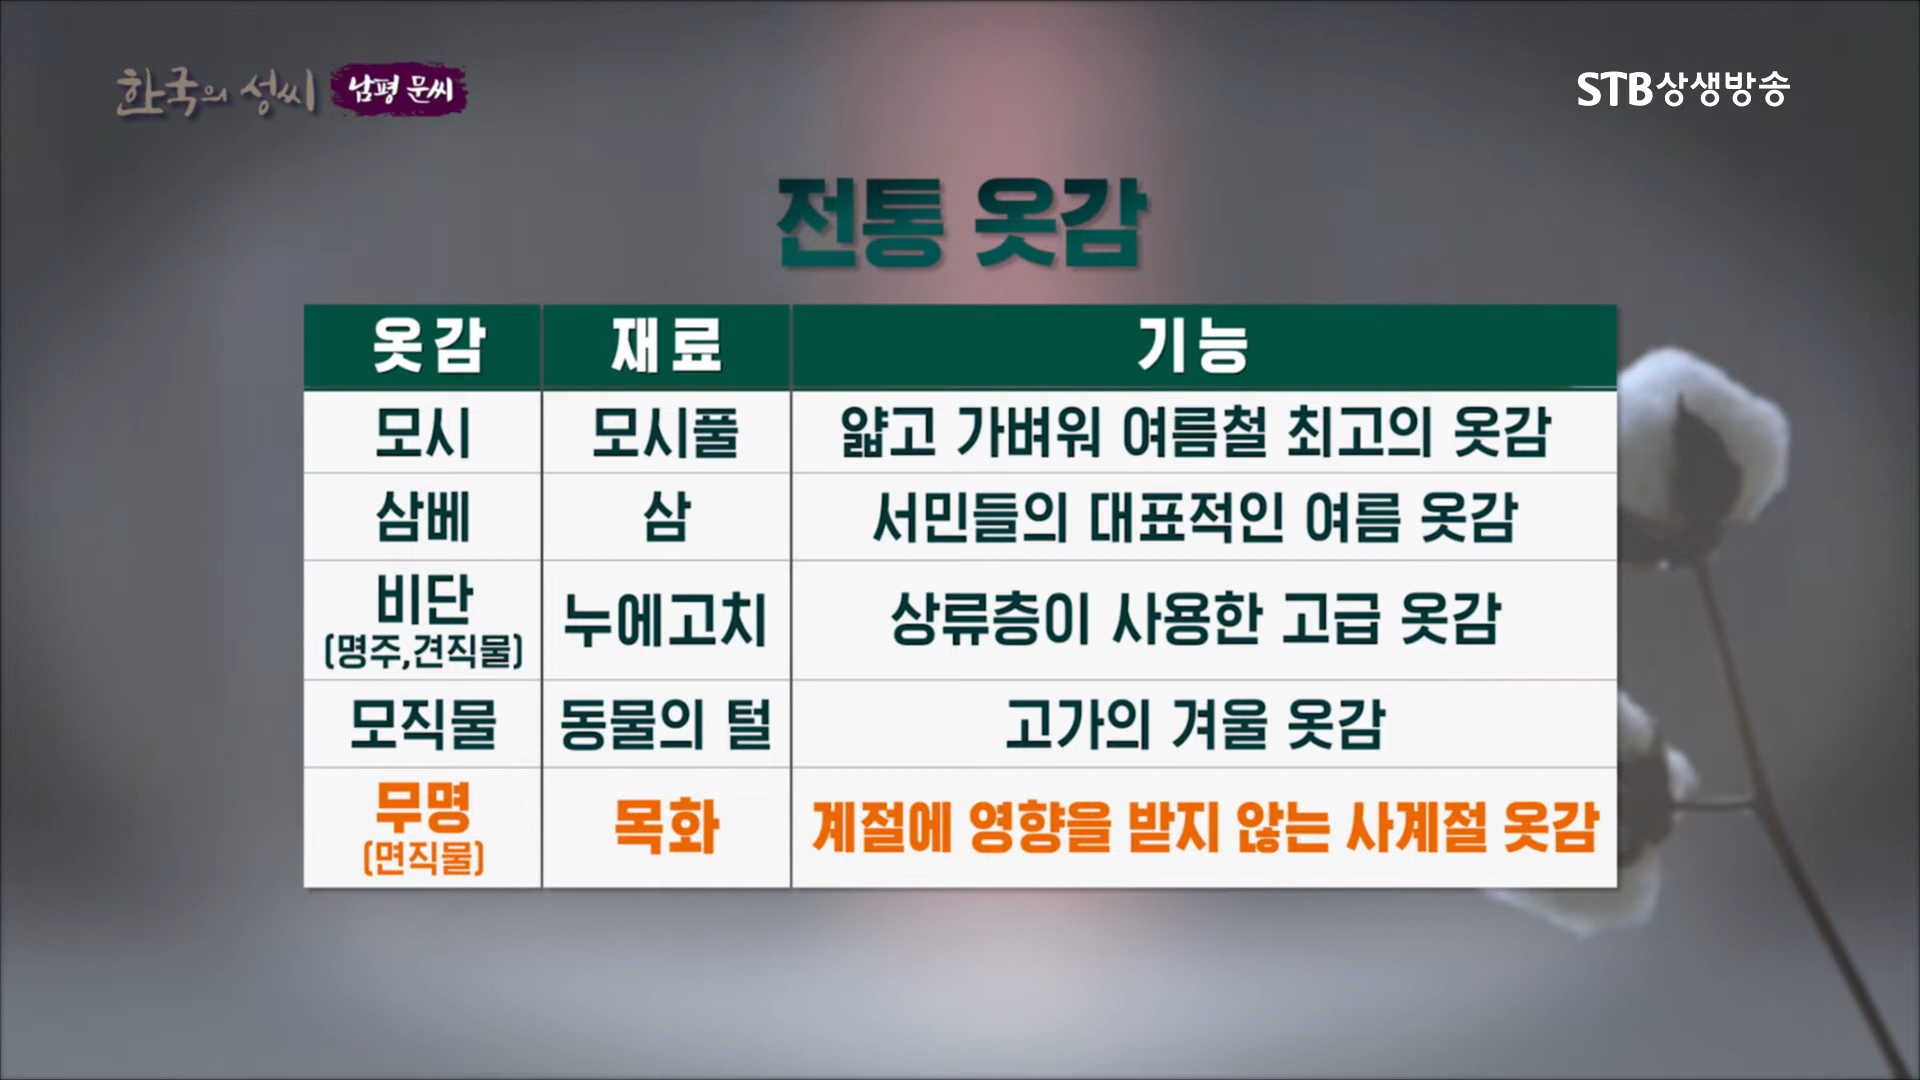 한국의 성씨 남평 문씨
STB상생방송
전통 옷감
옷감 재료 기능
모시 모시풀 얇고 가벼워 여름철 최고의 옷감
삼베 삼 서민들의 대표적인 여름 옷감
비단
(명주,견직물)
누에고치 상류층이 사용한 고급 옷감
모직물 동물의 털 고가의 겨울 옷감
무명
(면직물)
목화 계절에 영향을 받지 않는 사계절 옷감